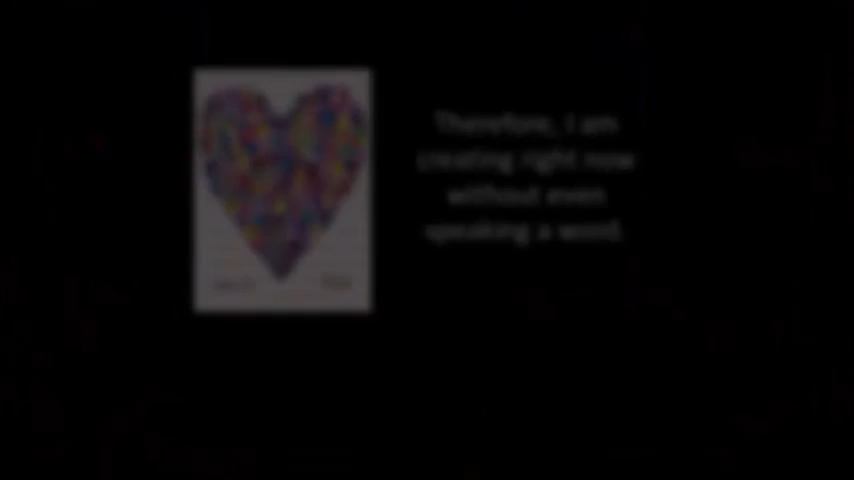 Therefore, I am
creating right now
without even
speaking a word.